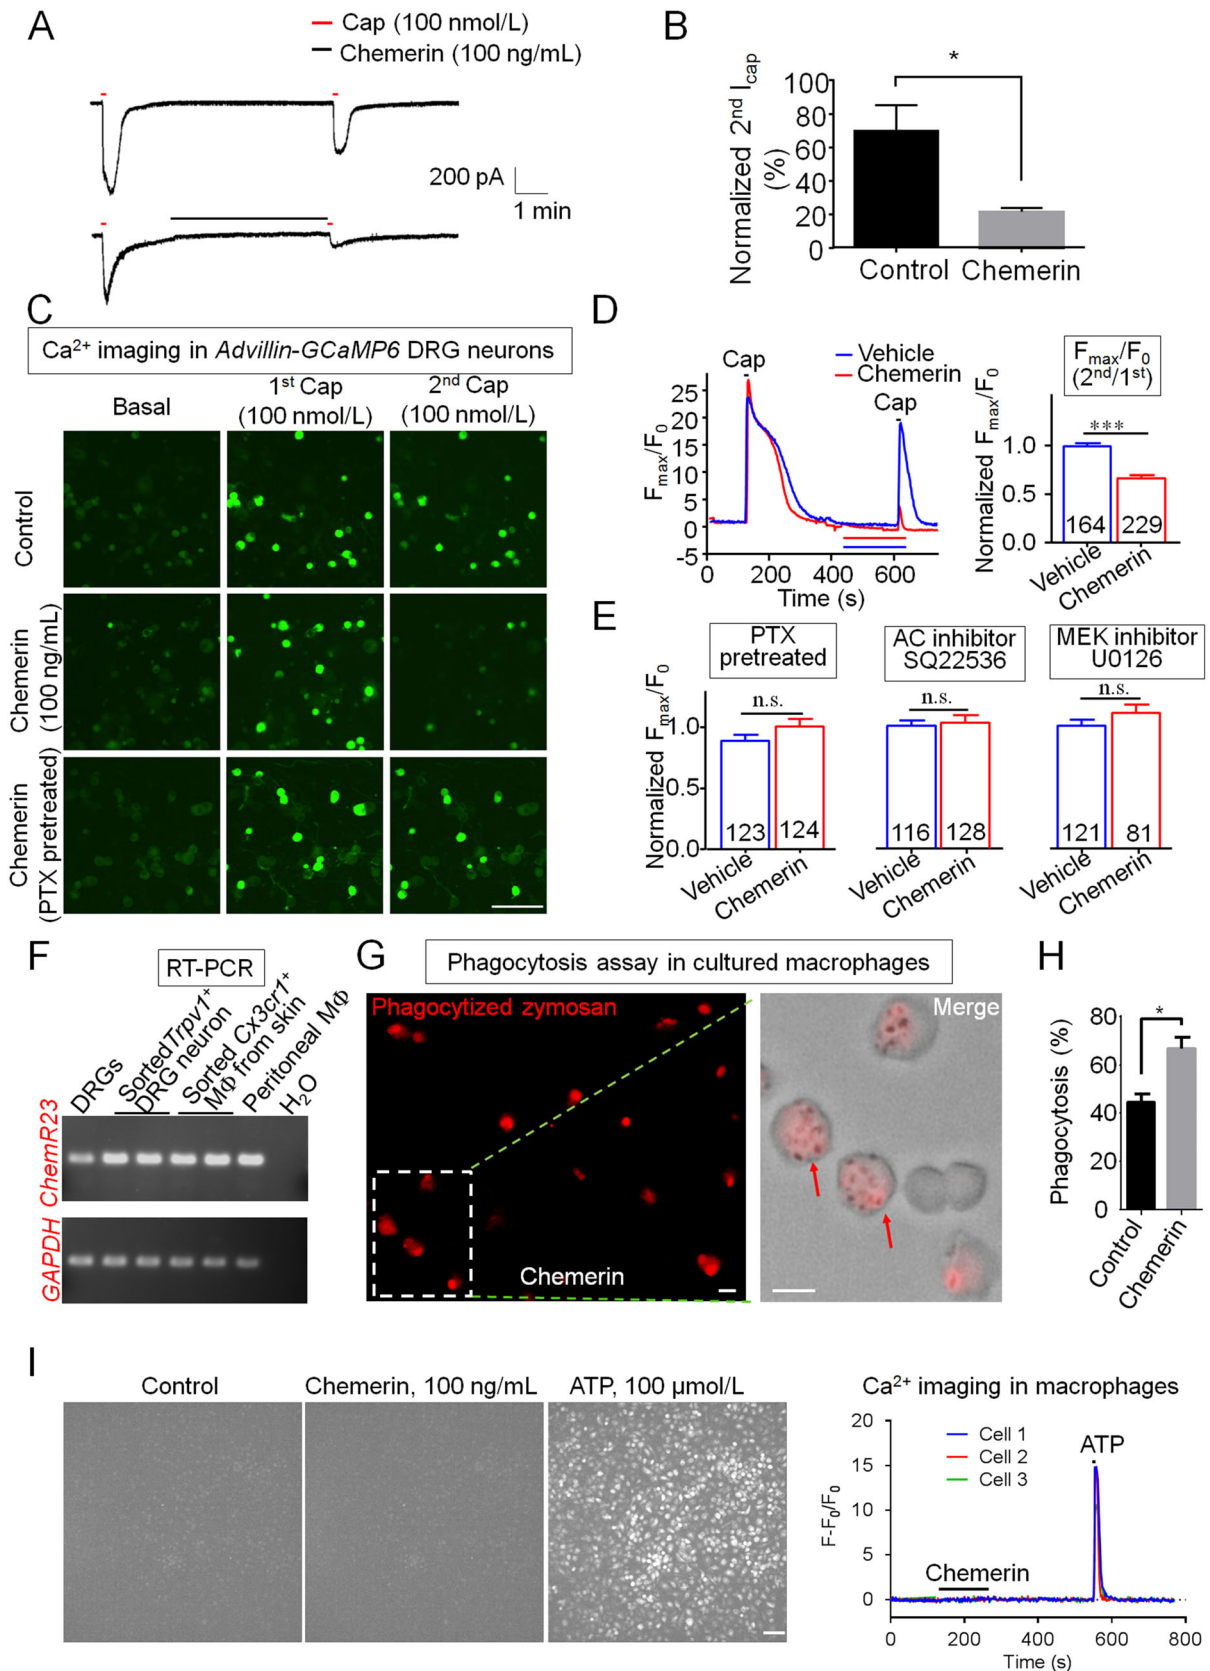 A
Cap (100 nmol/L)
Chemerin (100 ng/mL)
200 pA
1 min
B
*
Normalized 2nd Icap
(%)
100
80
60
40
20
0
Control Chemerin
C
Ca2+ imaging in Advillin-GCaMP6 DRG neurons
Basal
1st Cap
(100 nmol/L)
2nd Cap
(100 nmol/L)
Control
Chemerin
(100 ng/mL)
Chemerin
(PTX pretreated)
D
Cap
Vehicle
Chemerin
Cap
Fmax/F0
25
20
15
10
5
0
-5
0 200 400 600
Time (s)
Fmax/F0
(2nd/1st)
Normalized Fmax/F0
***
1.0
0.5
0.0
164 229
Vehicle
Chemerin
E
PTX
pretreated
AC inhibitor
SQ22536
MEK inhibitor
U0126
Normalized Fmax/F0
1.0
0.5
0.0
n.s.
n.s.
n.s.
123 124
116 128
121 81
Vehicle
Chemerin
Vehicle
Chemerin
Vehicle
Chemerin
F
RT-PCR
DRGs
SortedTrpv1+
DRG neuron
Sorted Cx3cr1+
MΦ from skin
Peritoneal MΦ
H2O
ChemR23
GAPDH
G
Phagocytosis assay in cultured macrophages
Phagocytized zymosan
Merge
Chemerin
H
*
Phagocytosis (%)
80
60
40
20
0
Control
Chemerin
I
Control
Chemerin, 100 ng/mL
ATP, 100 μmol/L
Ca2+ imaging in macrophages
F-F0/F0
20
15
10
5
0
Cell 1
Cell 2
Cell 3
ATP
Chemerin
0 200 400 600 800
Time (s)